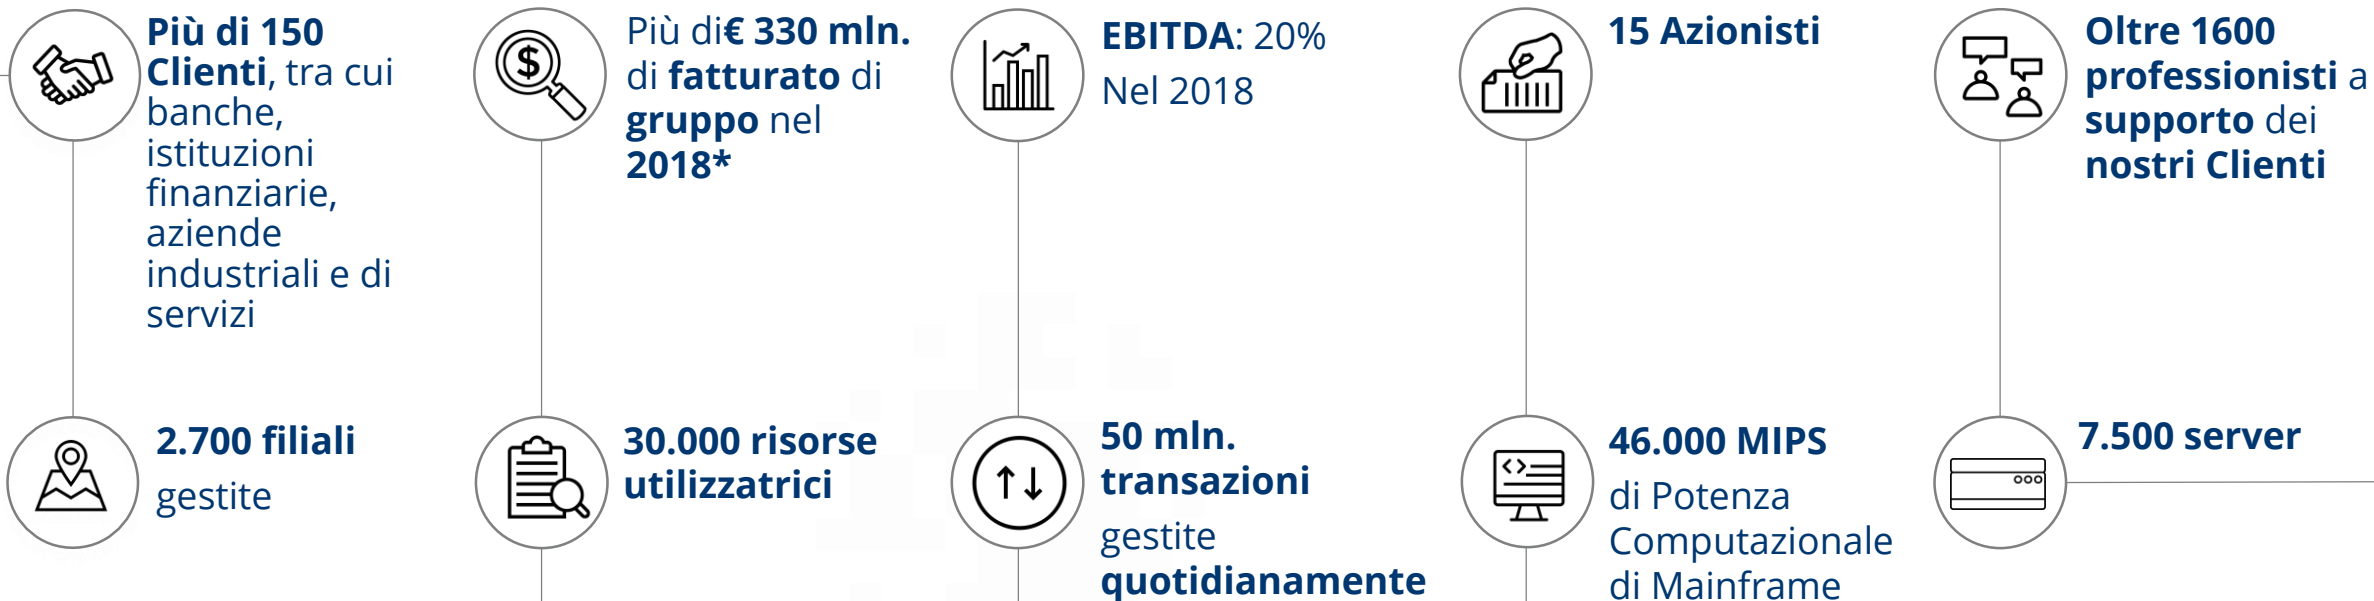 Più di 150
Clienti, tra cui
banche,
istituzioni
finanziarie,
aziende
industriali e di
servizi
Più di€ 330 mln.
di fatturato di
gruppo nel
2018*
EBITDA: 20%
Nel 2018
15 Azionisti
Oltre 1600
professionisti a
supporto dei
nostri Clienti
2.700 filiali
gestite
30.000 risorse
utilizzatrici
50 mln.
transazioni
gestite
quotidianamente
46.000 MIPS
di Potenza
Computazionale
di Mainframe
7.500 server